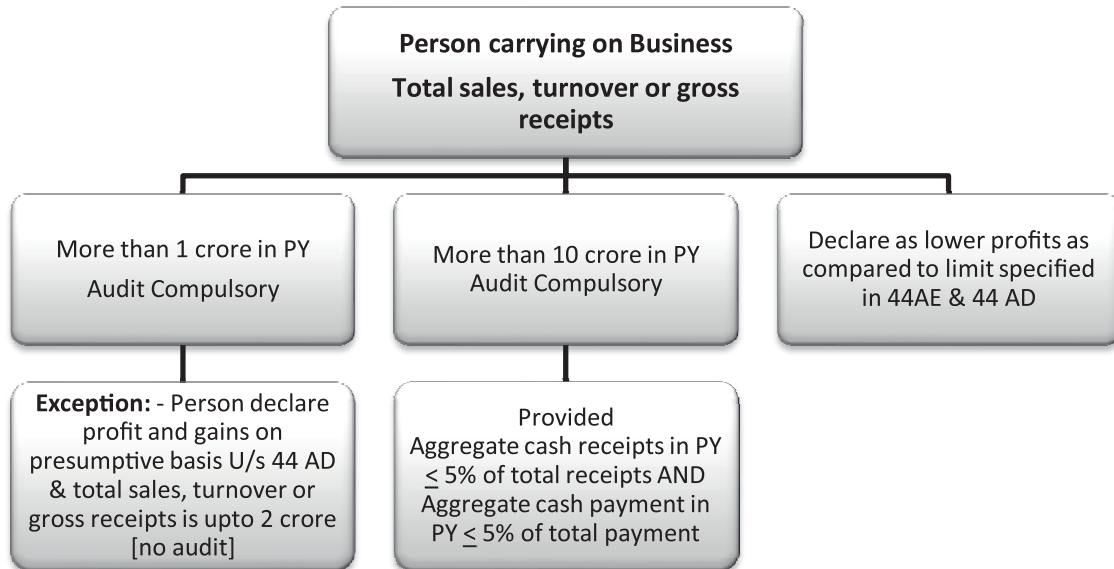 Person carrying on Business
Total sales, turnover or gross
receipts
More than 1 crore in PY
Audit Compulsory
More than 10 crore in PY
Audit Compulsory
Declare as lower profits as
compared to limit specified
in 44AE & 44 AD
Exception: - Person declare
profit and gains on
presumptive basis U/s 44 AD
& total sales, turnover or
gross receipts is upto 2 crore
[no audit]
Provided
Aggregate cash receipts in PY
≤ 5% of total receipts AND
Aggregate cash payment in
PY ≤ 5% of total payment